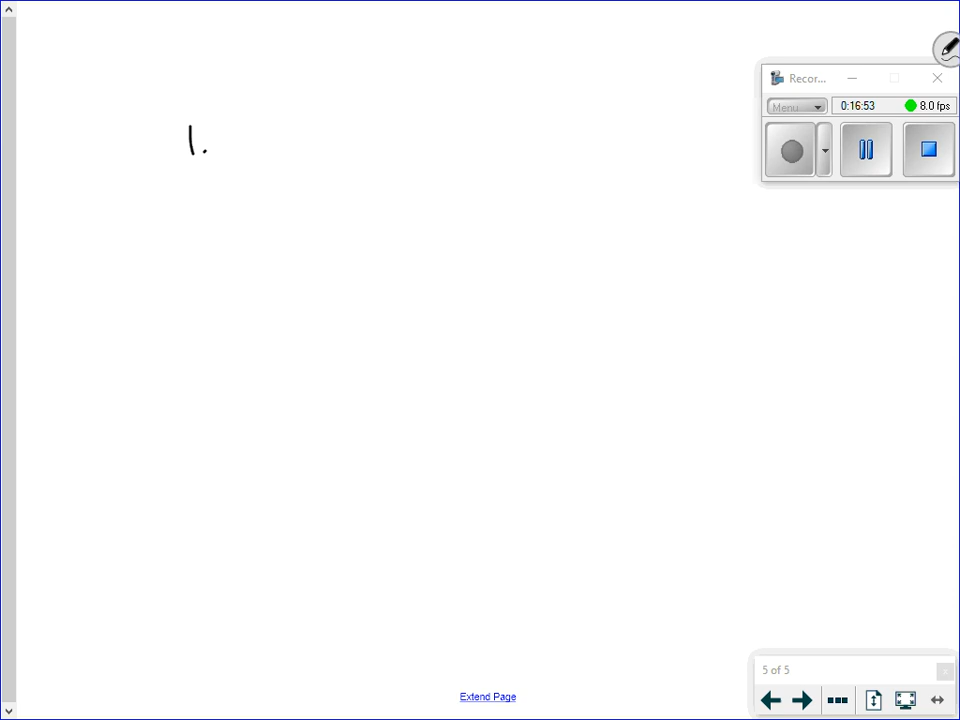 Recor...
Menu
0:16:53
8.0 fps
1.
5 of 5
Extend Page